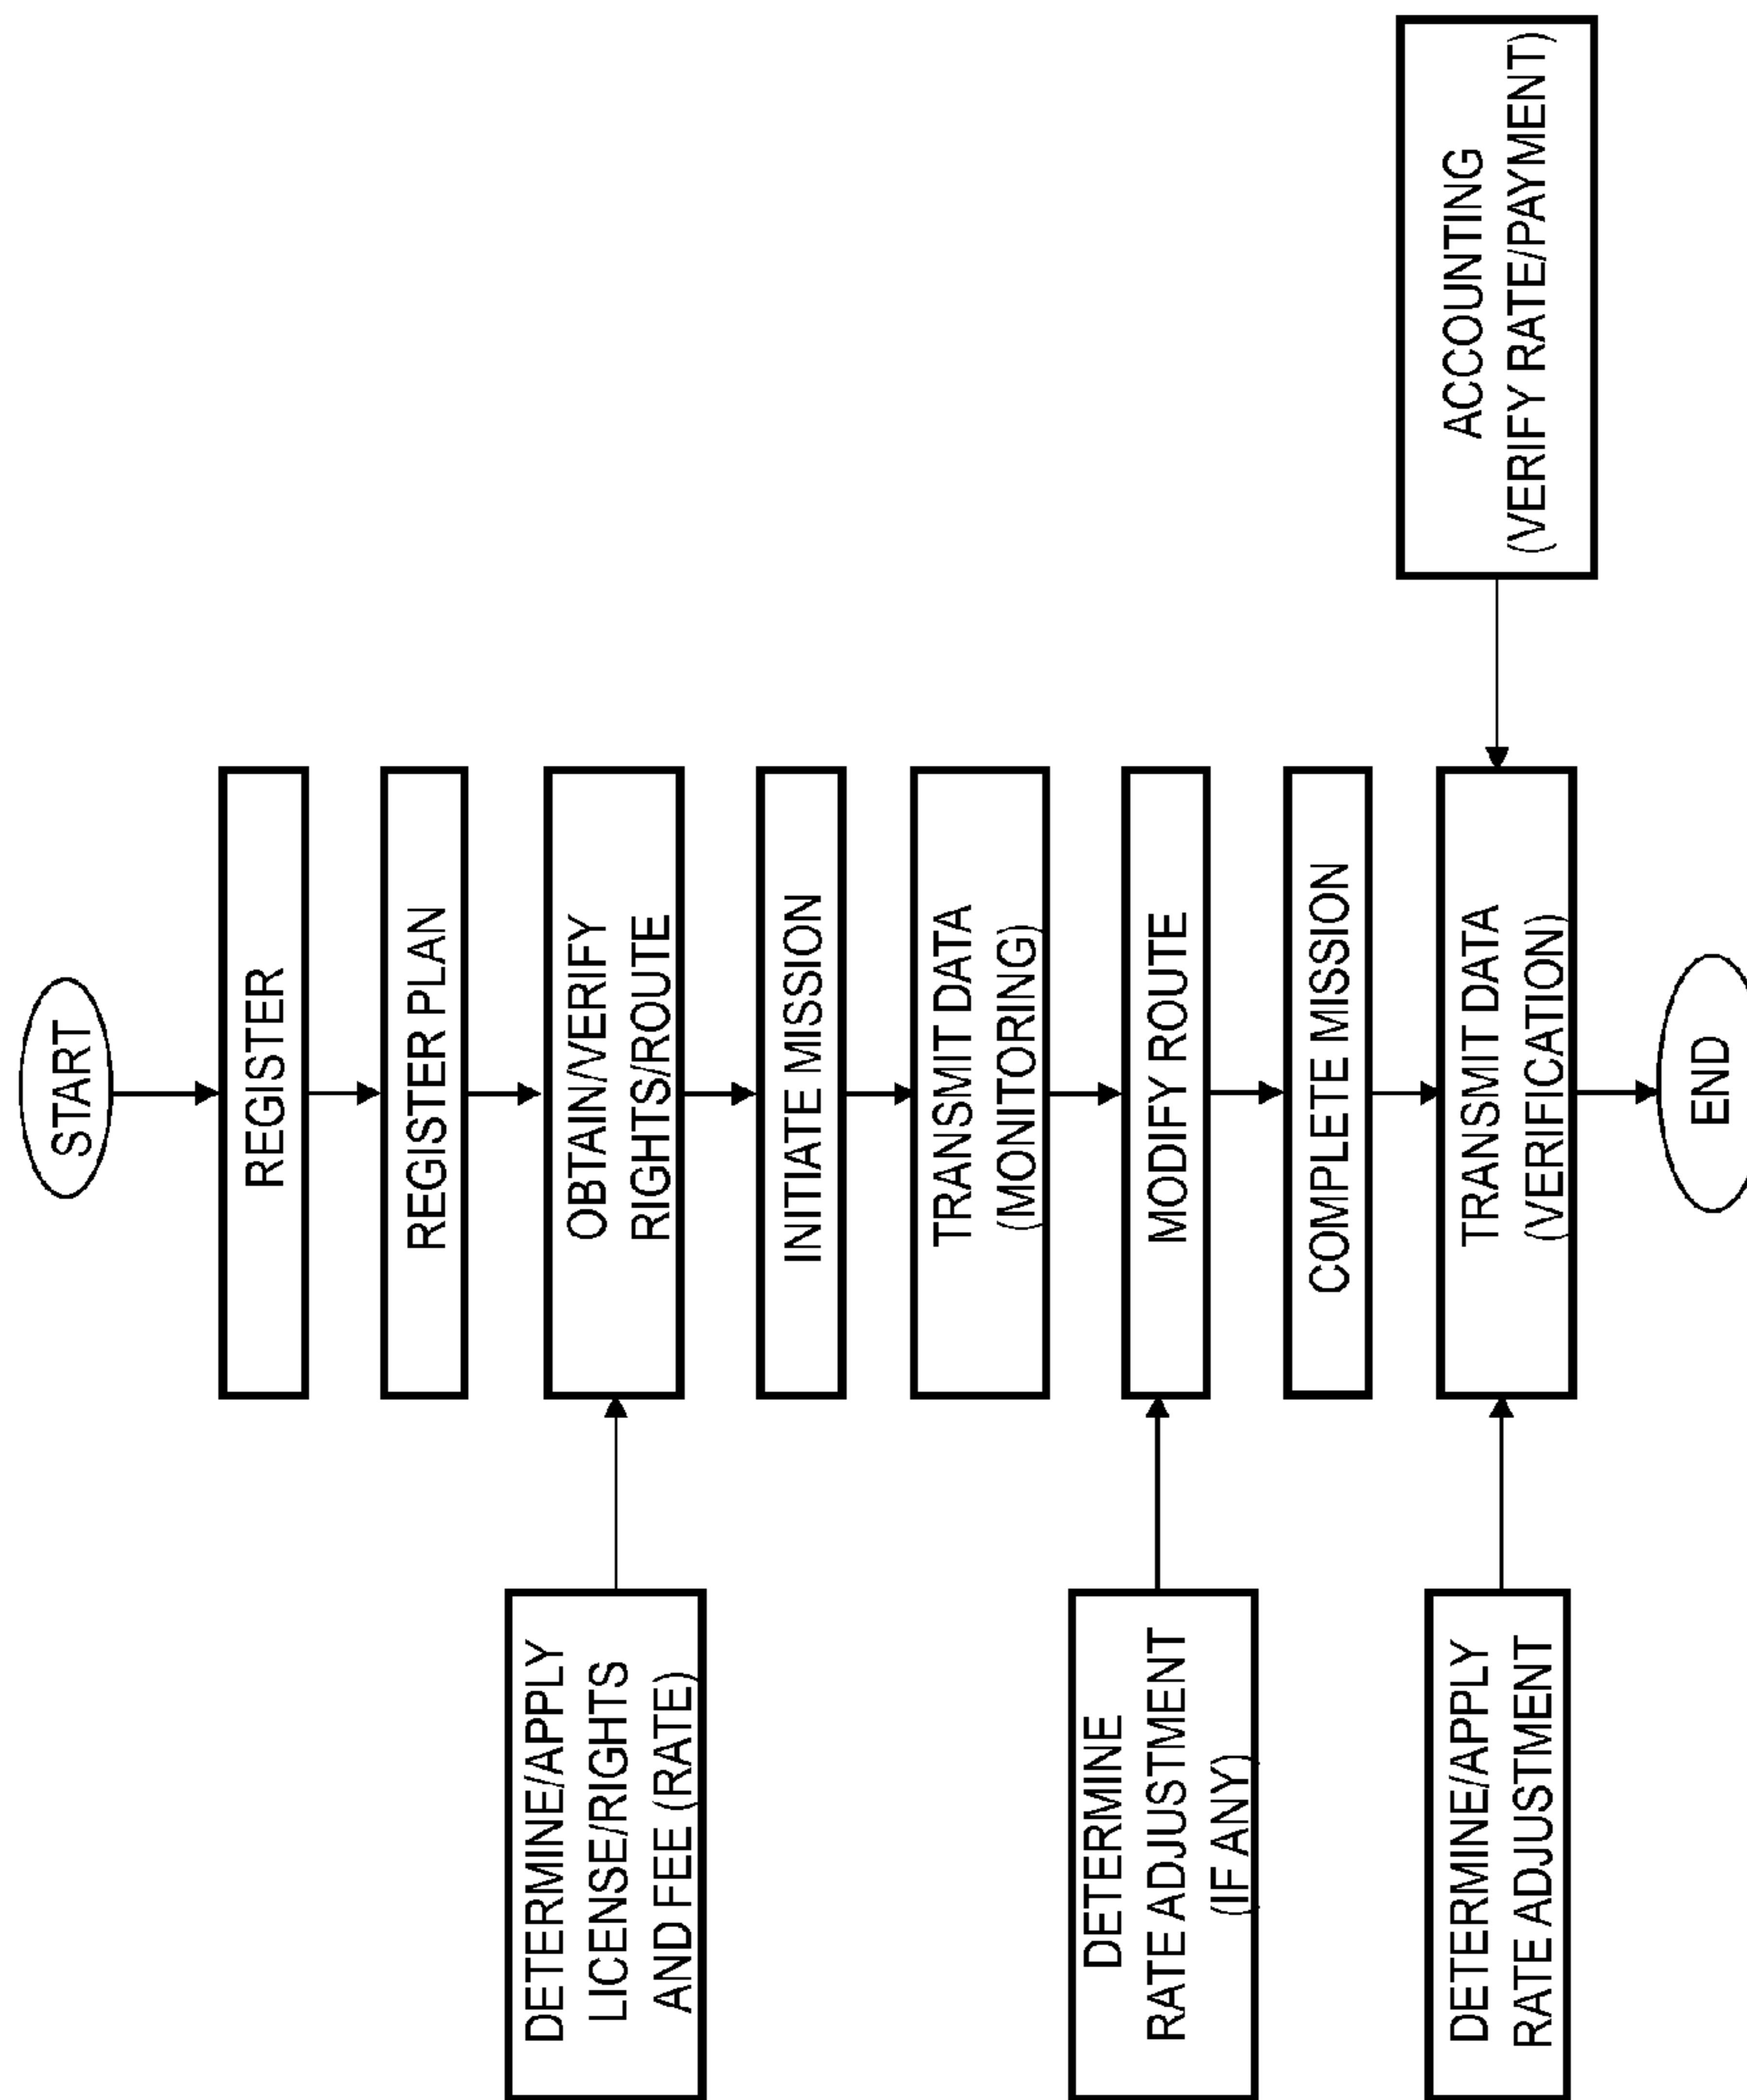 START
REGISTER
REGISTER PLAN
DETERMINE/APPLY
LICENSE/RIGHTS
AND FEE (RATE)
OBTAIN/VERIFY
RIGHTS/ROUTE
INITIATE MISSION
TRANSMIT DATA
(MONITORING)
DETERMINE
RATE ADJUSTMENT
(IF ANY)
MODIFY ROUTE
COMPLETE MISSION
DETERMINE/APPLY
RATE ADJUSTMENT
TRANSMIT DATA
(VERIFICATION)
ACCOUNTING
(VERIFY RATE/PAYMENT)
END